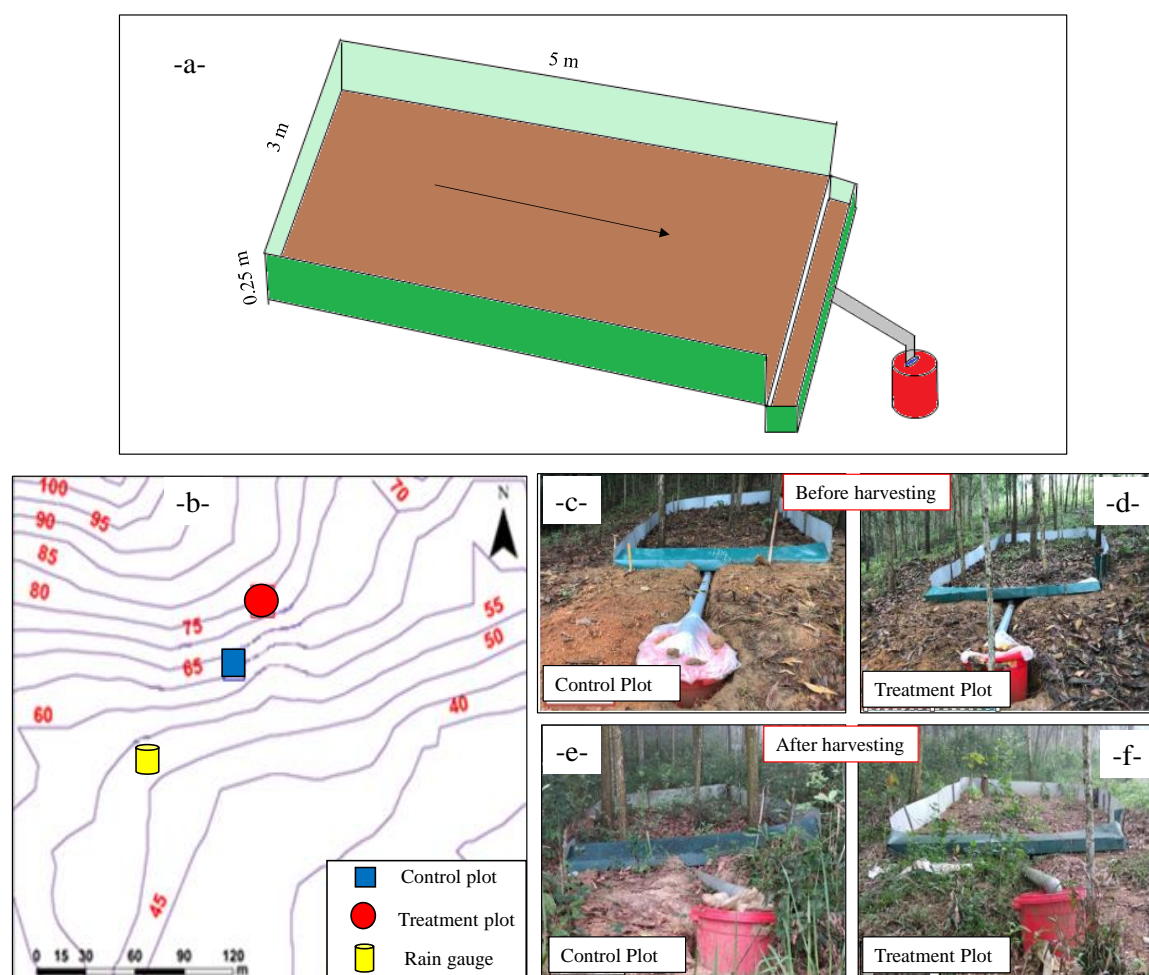 -a-
5 m
3 m
0.25 m
-b-
N
100
95
90
85
80
75
70
65
60
55
50
45
40
0 15 30 60 90 120
m
Control plot
Treatment plot
Rain gauge
Before harvesting
-c-
Control Plot
-d-
Treatment Plot
After harvesting
-e-
Control Plot
-f-
Treatment Plot